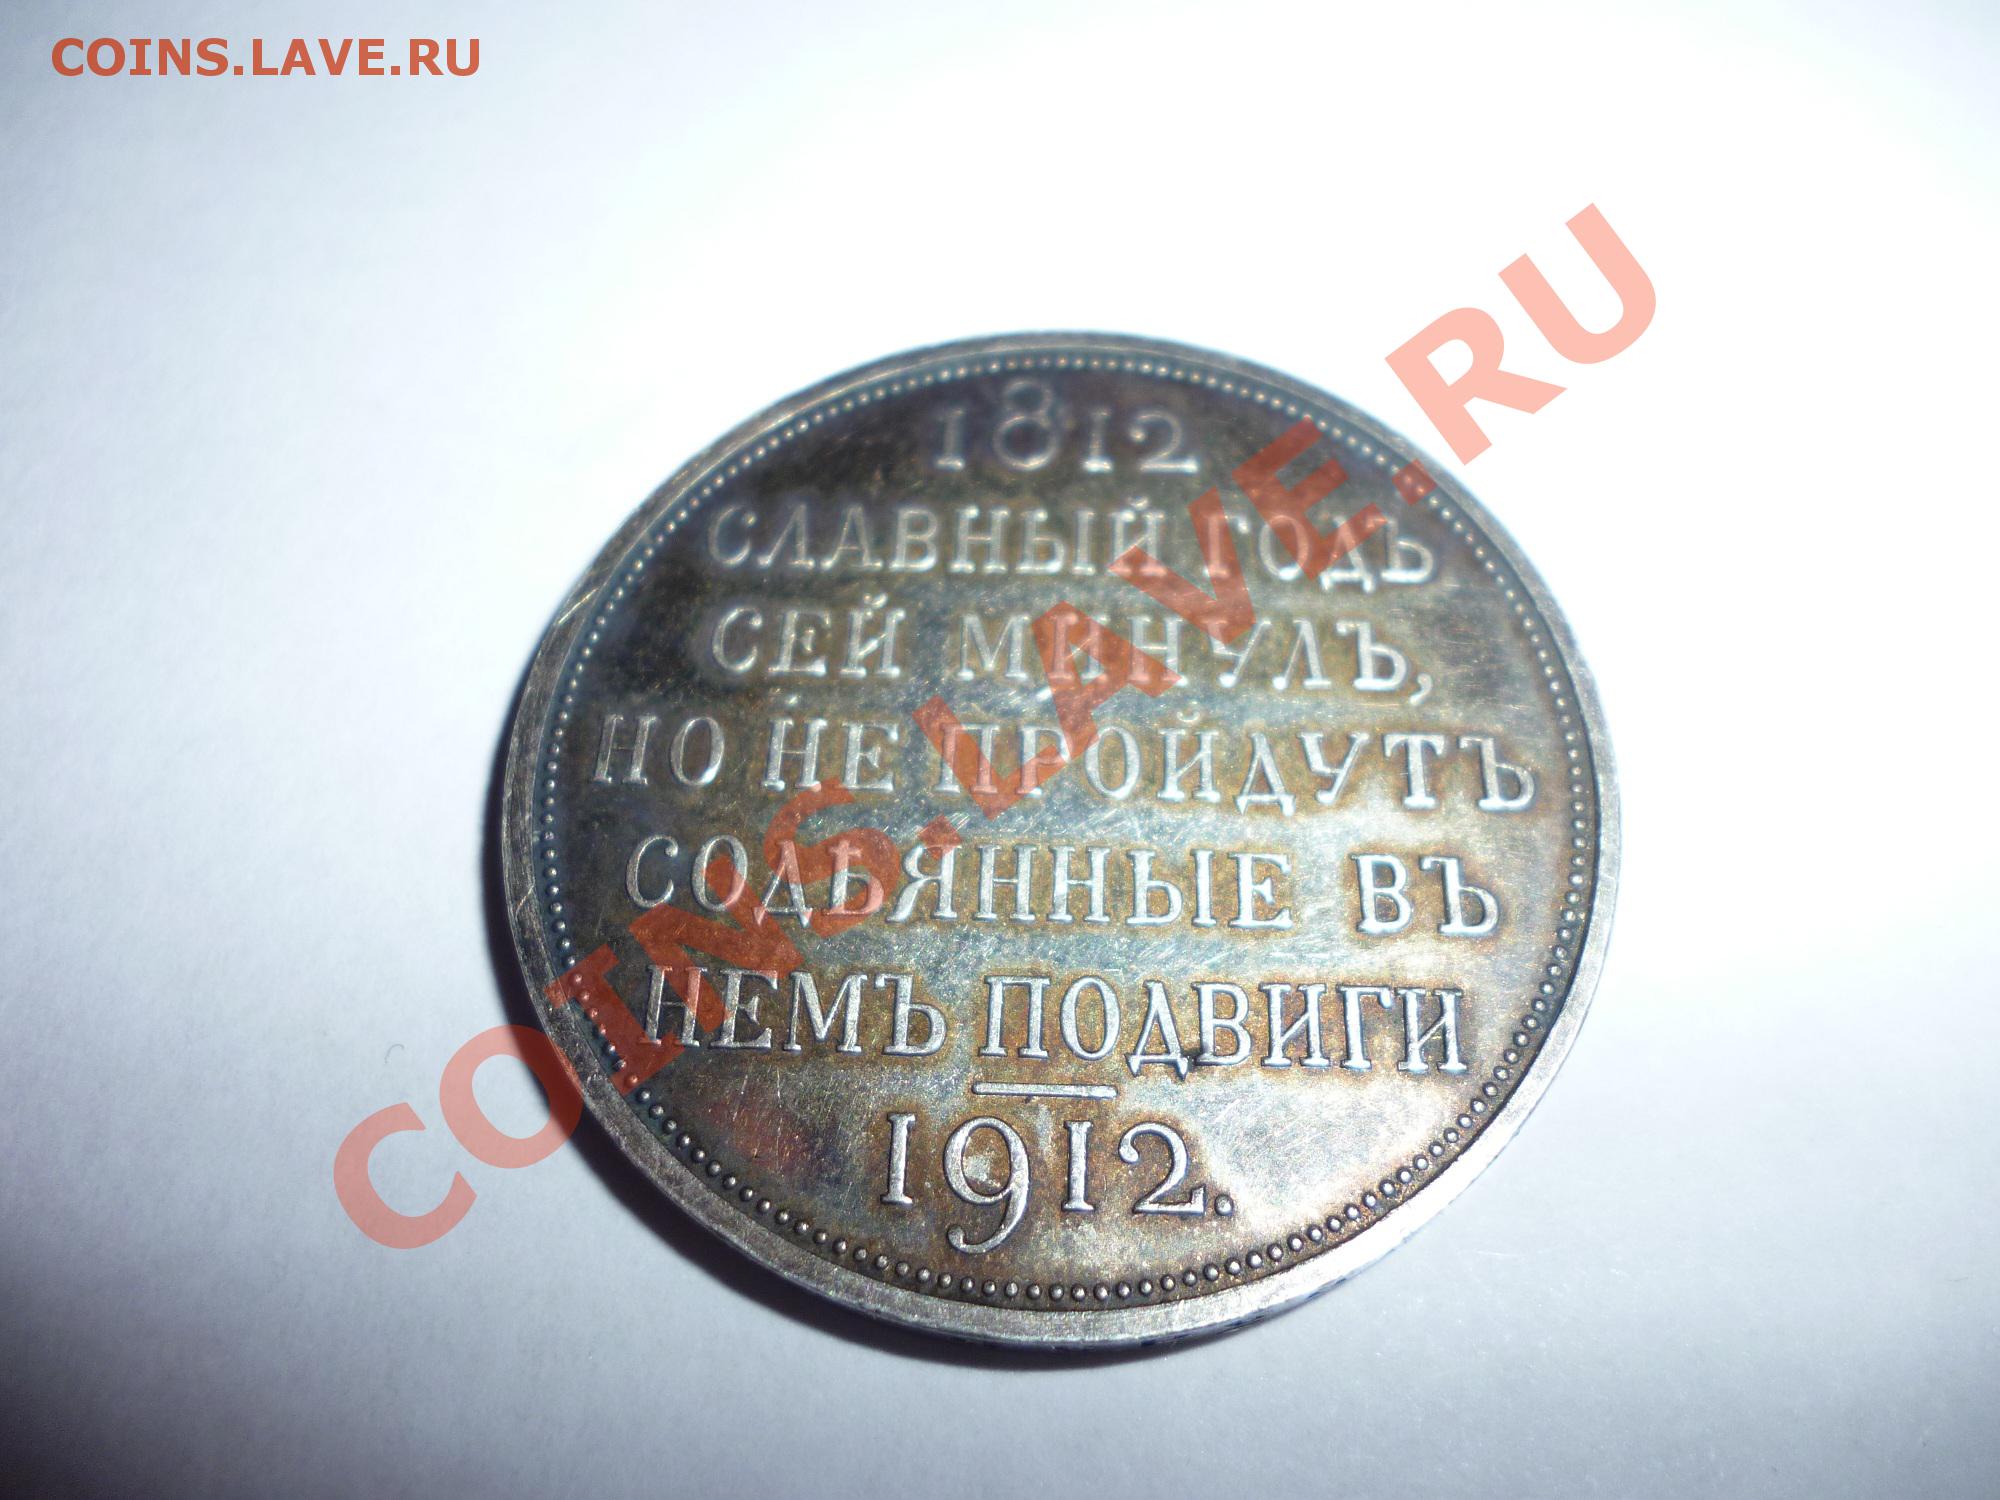 COINS.LAVE.RU
1812
СЛАВНЫЙ ГОДЪ
СЕЙ МИНУЛЪ,
НО НЕ ПРОЙДУТЪ
СОДѢЯННЫЕ ВЪ
НЕМЪ ПОДВИГИ
1912.
COINS.LAVE.RU